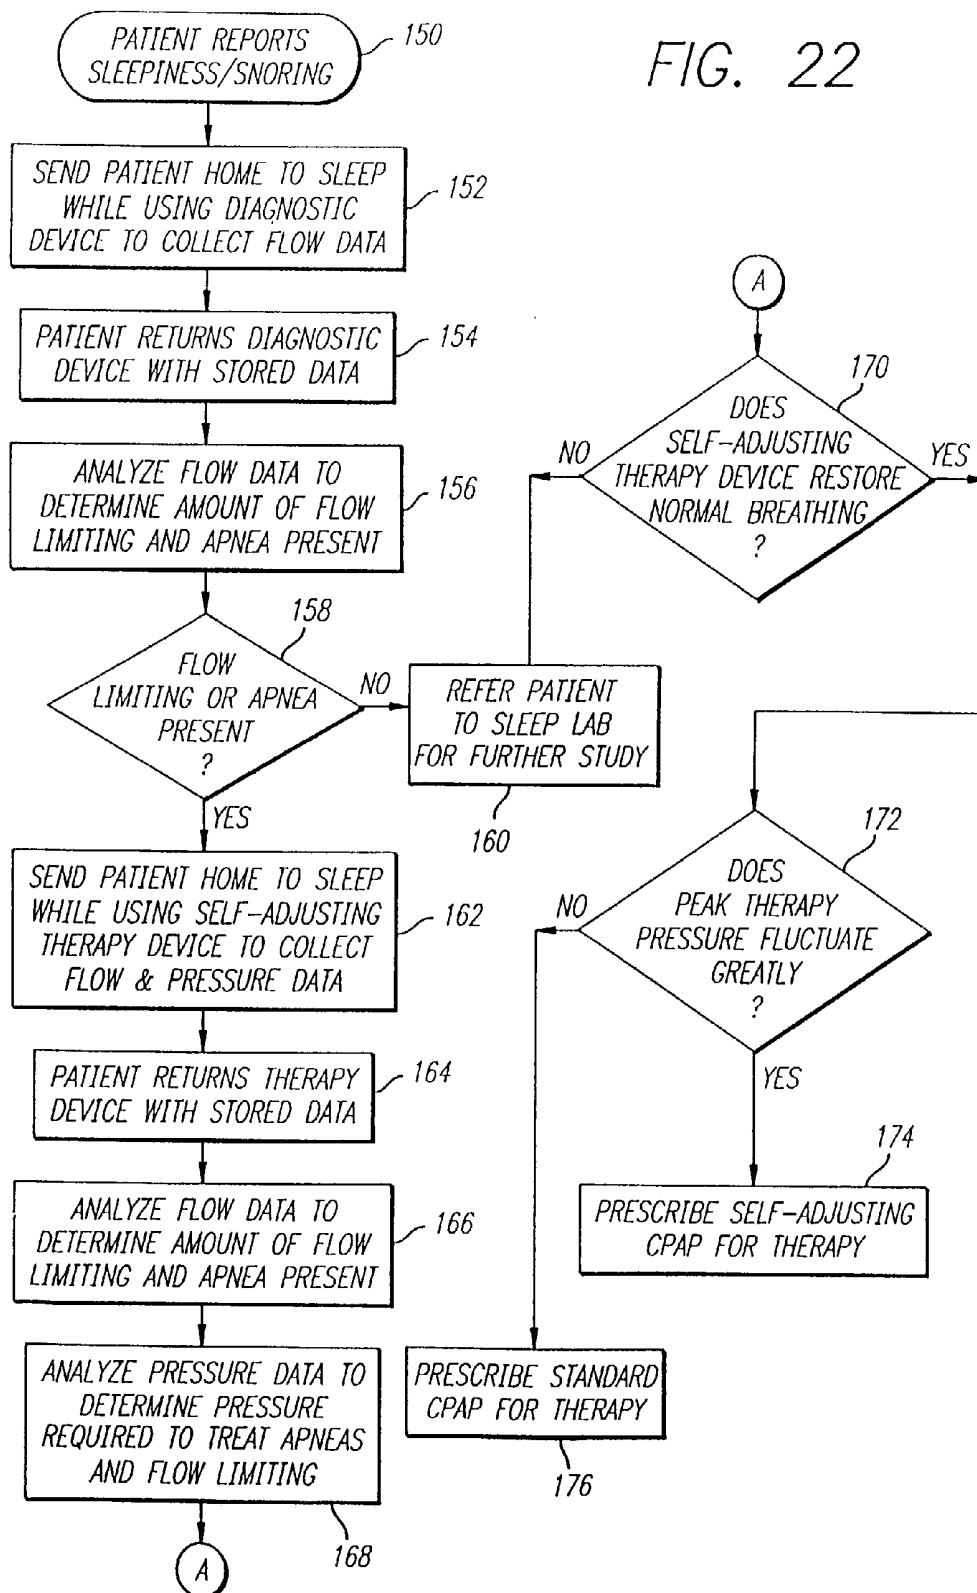 FIG. 22
PATIENT REPORTS
SLEEPINESS/SNORING
150
SEND PATIENT HOME TO SLEEP
WHILE USING DIAGNOSTIC
DEVICE TO COLLECT FLOW DATA
152
PATIENT RETURNS DIAGNOSTIC
DEVICE WITH STORED DATA
154
ANALYZE FLOW DATA TO
DETERMINE AMOUNT OF FLOW
LIMITING AND APNEA PRESENT
156
FLOW
LIMITING OR APNEA
PRESENT
?
158
NO
YES
REFER PATIENT
TO SLEEP LAB
FOR FURTHER STUDY
160
SEND PATIENT HOME TO SLEEP
WHILE USING SELF-ADJUSTING
THERAPY DEVICE TO COLLECT
FLOW & PRESSURE DATA
162
PATIENT RETURNS THERAPY
DEVICE WITH STORED DATA
164
ANALYZE FLOW DATA TO
DETERMINE AMOUNT OF FLOW
LIMITING AND APNEA PRESENT
166
ANALYZE PRESSURE DATA TO
DETERMINE PRESSURE
REQUIRED TO TREAT APNEAS
AND FLOW LIMITING
168
A
A
DOES
SELF-ADJUSTING
THERAPY DEVICE RESTORE
NORMAL BREATHING
?
170
NO
YES
DOES
PEAK THERAPY
PRESSURE FLUCTUATE
GREATLY
?
172
NO
YES
PRESCRIBE SELF-ADJUSTING
CPAP FOR THERAPY
174
PRESCRIBE STANDARD
CPAP FOR THERAPY
176